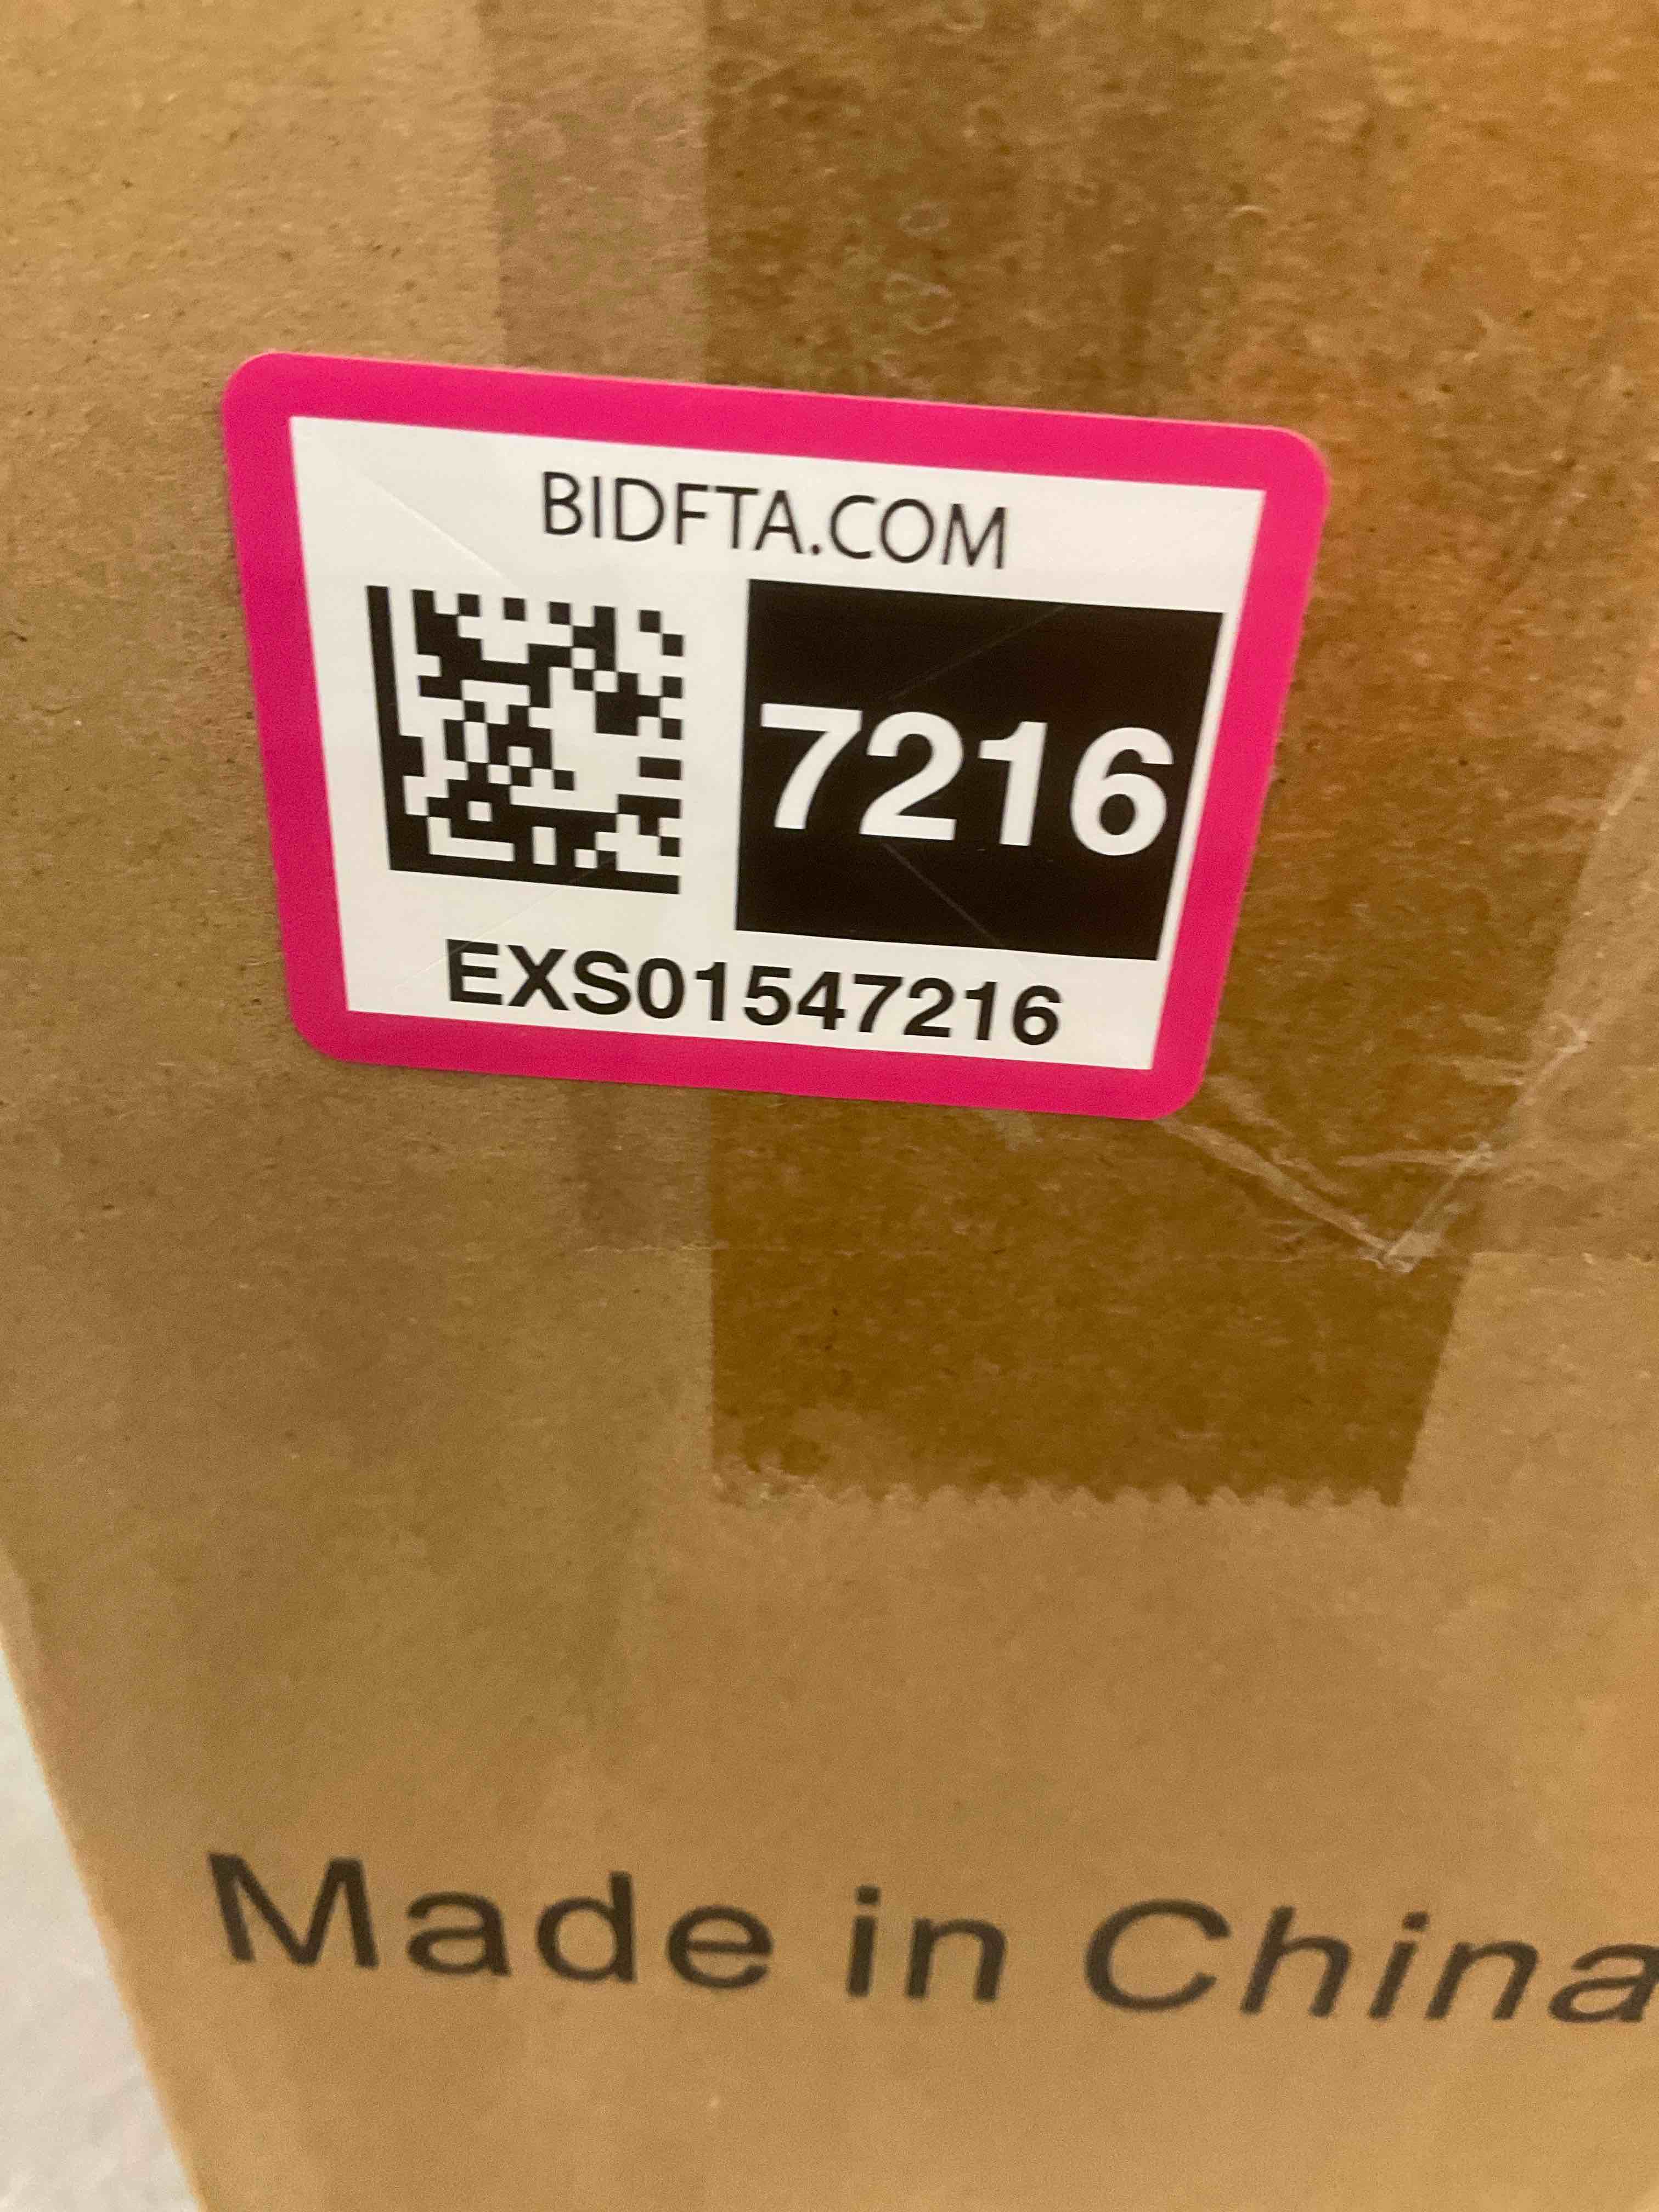 BIDFTA.COM
7216
EXS01547216
Made in China